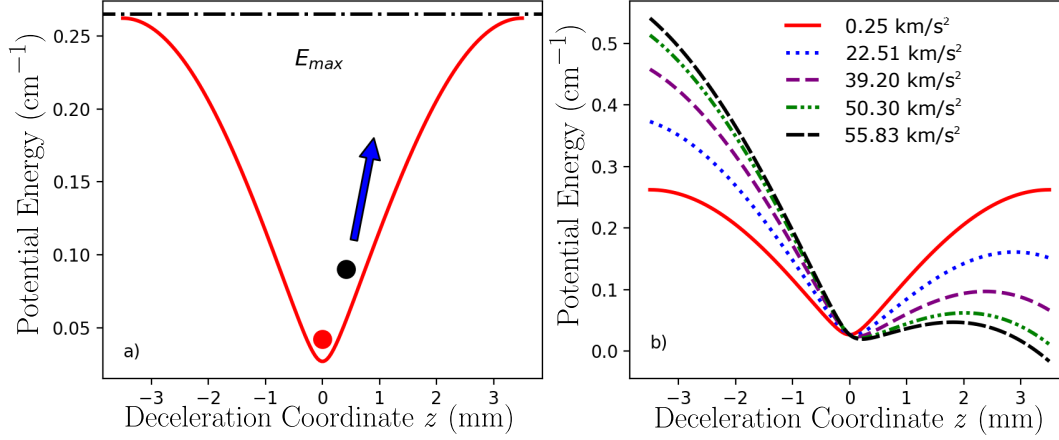 Potential Energy (cm⁻¹)
0.25
0.20
0.15
0.10
0.05
E_max
a)
−3 −2 −1 0 1 2 3
Deceleration Coordinate z (mm)
Potential Energy (cm⁻¹)
0.5
0.4
0.3
0.2
0.1
0.0
0.25 km/s²
22.51 km/s²
39.20 km/s²
50.30 km/s²
55.83 km/s²
b)
−3 −2 −1 0 1 2 3
Deceleration Coordinate z (mm)